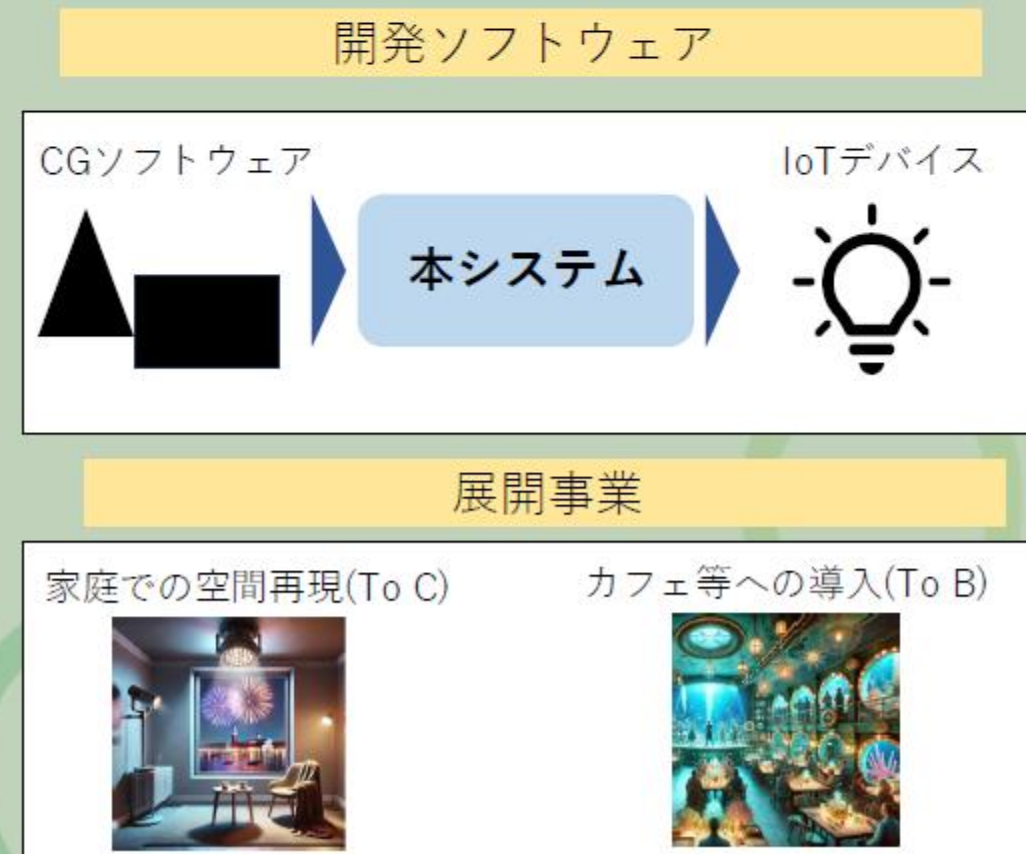 開発ソフトウェア
CGソフトウェア
IoTデバイス
本システム
展開事業
家庭での空間再現(To C)
カフェ等への導入(To B)